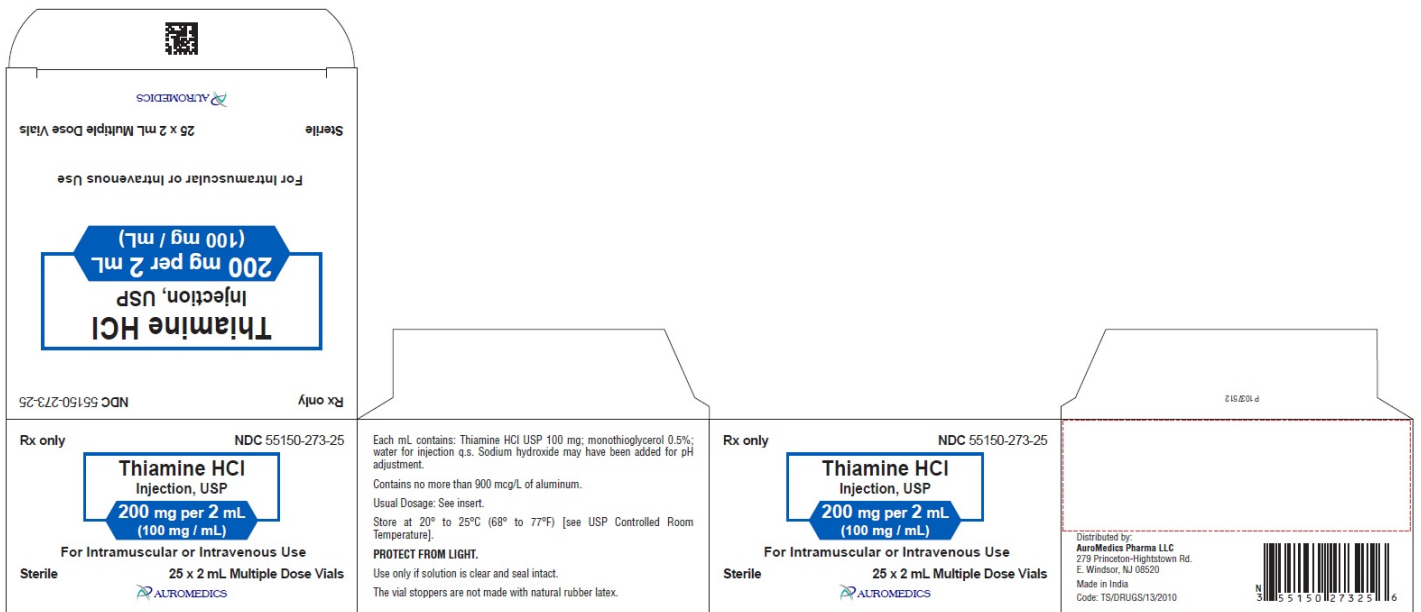 AUROMEDICS
Sterile 25 x 2 mL Multiple Dose Vials
For Intramuscular or Intravenous Use
(100 mg / mL)
200 mg per 2 mL
Injection, USP
Thiamine HCl
Rx only NDC 55150-273-25
Rx only NDC 55150-273-25
Thiamine HCl
Injection, USP
200 mg per 2 mL
(100 mg / mL)
For Intramuscular or Intravenous Use
Sterile 25 x 2 mL Multiple Dose Vials
AUROMEDICS
Each mL contains: Thiamine HCl USP 100 mg; monothioglycerol 0.5%;
water for injection q.s. Sodium hydroxide may have been added for pH
adjustment.
Contains no more than 900 mcg/L of aluminum.
Usual Dosage: See insert.
Store at 20° to 25°C (68° to 77°F) [see USP Controlled Room
Temperature].
PROTECT FROM LIGHT.
Use only if solution is clear and seal intact.
The vial stoppers are not made with natural rubber latex.
Rx only NDC 55150-273-25
Thiamine HCl
Injection, USP
200 mg per 2 mL
(100 mg / mL)
For Intramuscular or Intravenous Use
Sterile 25 x 2 mL Multiple Dose Vials
AUROMEDICS
P1037512
Distributed by:
AuroMedics Pharma LLC
279 Princeton-Hightstown Rd.
E. Windsor, NJ 08520
Made in India
Code: TS/DRUGS/13/2010
N
3 55150 27325 6